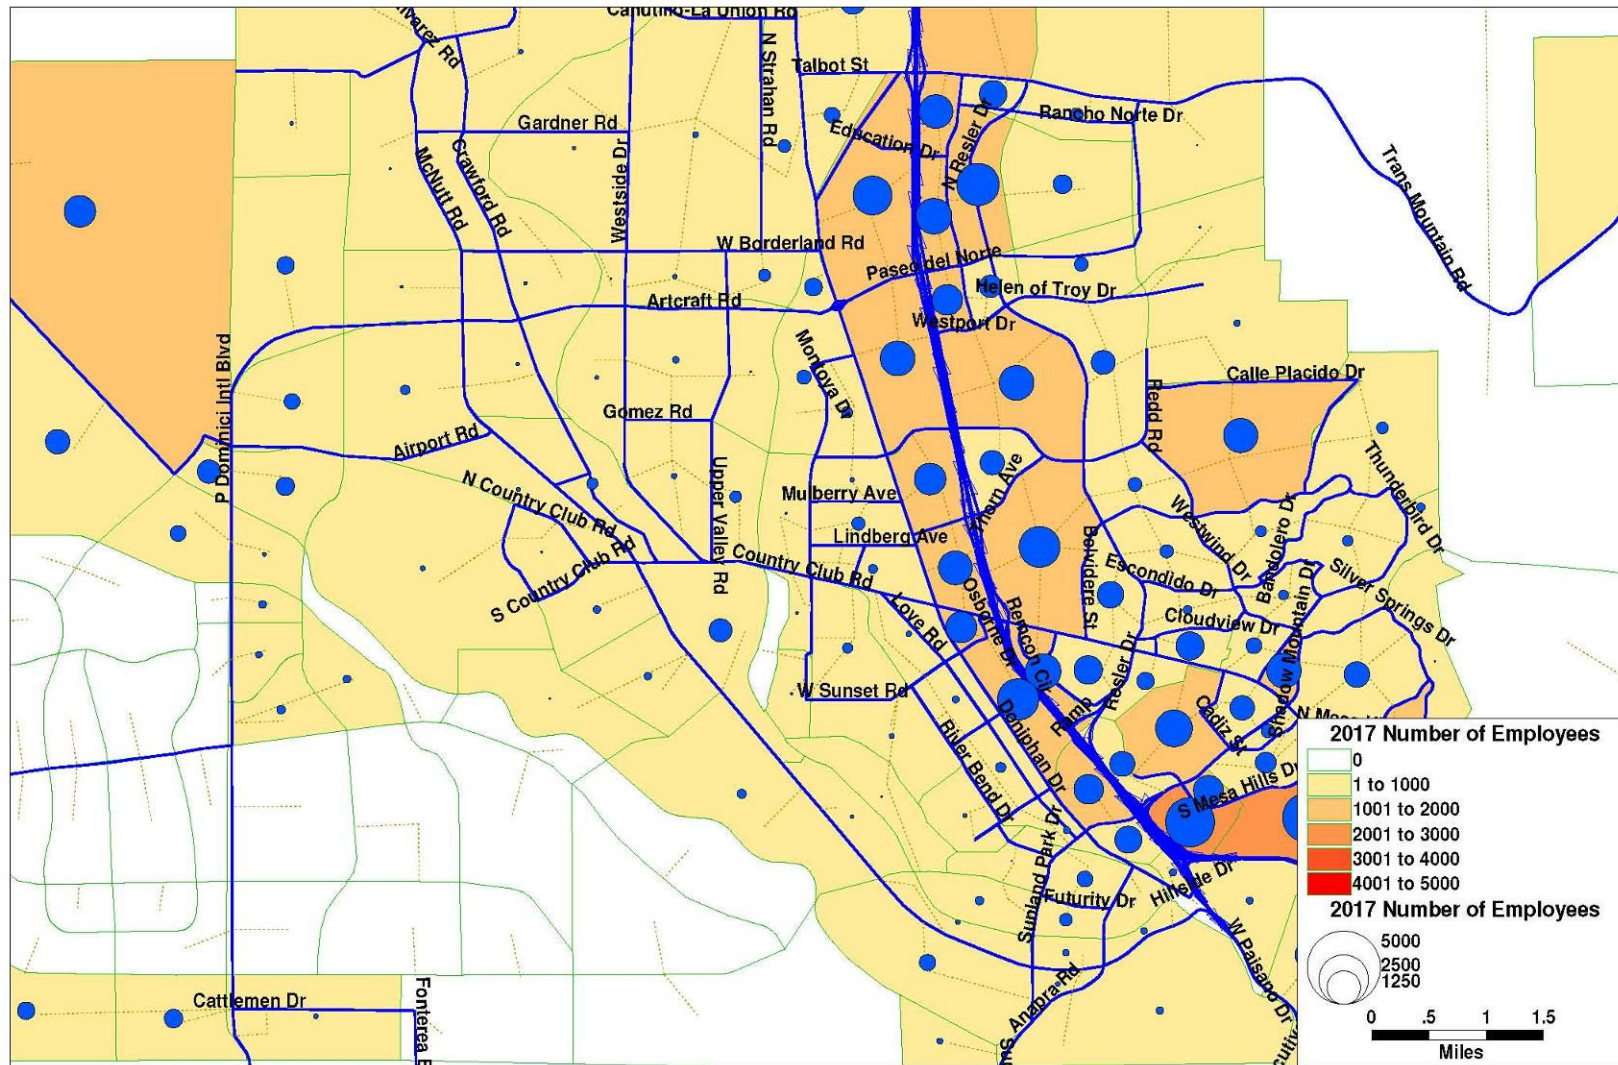 Canutillo-La Union Rd
Alvarez Rd
N Strahan Rd
Talbot St
Rancho Norte Dr
Gardner Rd
Education Dr
N Resler Dr
Trans Mountain Rd
McNutt Rd
Crawford Rd
Westside Dr
W Borderland Rd
Paseo del Norte
Helen of Troy Dr
Artcraft Rd
Westport Dr
P Dominici Intl Blvd
Montoya Dr
Calle Placido Dr
Redd Rd
Gomez Rd
Airport Rd
Upper Valley Rd
Thorn Ave
Thunderbird Dr
N Country Club Rd
Mulberry Ave
Westwind Dr
Bandolero Dr
Lindberg Ave
Belvidere St
S Country Club Rd
Country Club Rd
Escondido Dr
Silver Springs Dr
Osborne Dr
Remcon Cir
Love Rd
Cloudview Dr
Shadow Mountain Dr
Resler Dr
W Sunset Rd
Ramp
Cadiz St
Doniphan Dr
River Bend Dr
S Mesa Hills Dr
Sunland Park Dr
Futurity Dr
Hillside Dr
W Paisano Dr
Anapra Rd
Cattlemen Dr
Fonterea B
2017 Number of Employees
0
1 to 1000
1001 to 2000
2001 to 3000
3001 to 4000
4001 to 5000
2017 Number of Employees
5000
2500
1250
0 .5 1 1.5
Miles